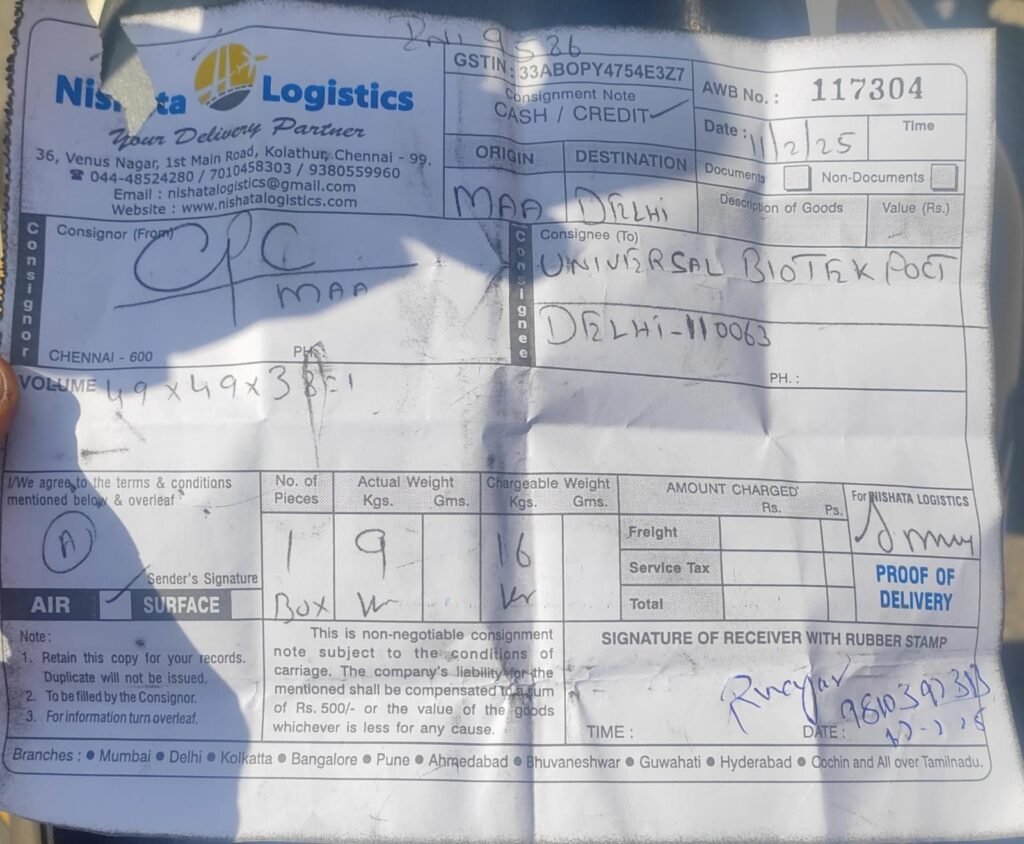 GSTIN : 33ABOPY4754E3Z7
Nis ta Logistics
Your Delivery Partner
36, Venus Nagar, 1st Main Road, Kolathur, Chennai - 99.
☎ 044-48524280 / 7010458303 / 9380559960
Email : nishatalogistics@gmail.com
Website : www.nishatalogistics.com
Consignment Note
CASH / CREDIT
AWB No. : 117304
Date : 11/2/25 Time
ORIGIN DESTINATION
MAA DELHI
Documents Non-Documents
Description of Goods Value (Rs.)
Consignor
Consignor (From)
CPC
MAA
CHENNAI - 600 PH.
Consignee
Consignee (To)
UNIVERSAL BIOTEK POCT
DELHI-110063
PH. :
VOLUME 49 x 49 x 38 = 1
I/We agree to the terms & conditions
mentioned below & overleaf
A
Sender's Signature
AIR SURFACE
No. of Pieces
1
BOX
Actual Weight
Kgs. Gms.
9
Chargeable Weight
Kgs. Gms.
16
AMOUNT CHARGED
Rs. Ps.
Freight
Service Tax
Total
For NISHATA LOGISTICS
PROOF OF
DELIVERY
Note :
1. Retain this copy for your records.
Duplicate will not be issued.
2. To be filled by the Consignor.
3. For information turn overleaf.
This is non-negotiable consignment
note subject to the conditions of
carriage. The company's liability for the
mentioned shall be compensated to a sum
of Rs. 500/- or the value of the goods
whichever is less for any cause.
SIGNATURE OF RECEIVER WITH RUBBER STAMP
TIME : DATE :
Branches : ● Mumbai ● Delhi ● Kolkatta ● Bangalore ● Pune ● Ahmedabad ● Bhuvaneshwar ● Guwahati ● Hyderabad ● Cochin and All over Tamilnadu.